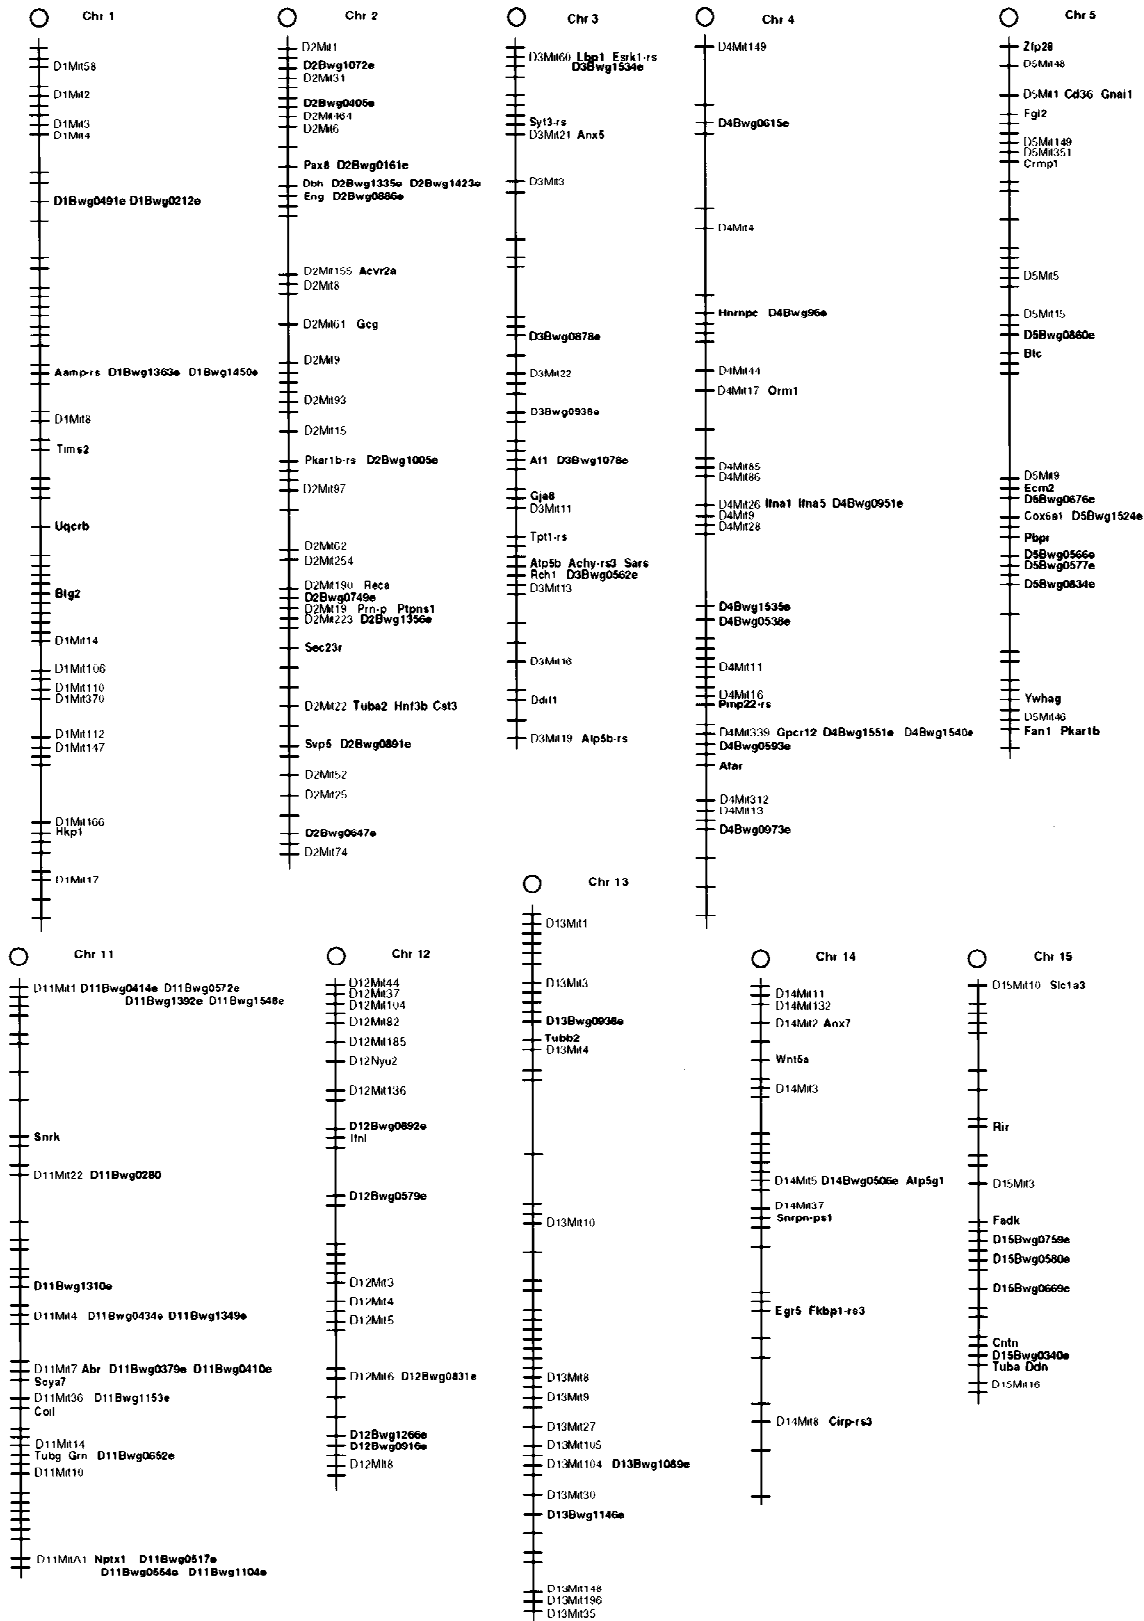 Chr 1
D1Mit58
D1Mit2
D1Mit3
D1Mit4
D1Bwg0491e D1Bwg0212e
Aamp-rs D1Bwg1363e D1Bwg1450e
D1Mit8
Tims2
Uqcrb
Btg2
D1Mit14
D1Mit106
D1Mit110
D1Mit370
D1Mit112
D1Mit147
D1Mit166
Hkp1
D1Mit17
Chr 2
D2Mit1
D2Bwg1072e
D2Mit31
D2Bwg0405e
D2Mit464
D2Mit6
Pax8 D2Bwg0161e
Dbh D2Bwg1335e D2Bwg1423e
Eng D2Bwg0886e
D2Mit155 Acvr2a
D2Mit8
D2Mit61 Gcg
D2Mit9
D2Mit93
D2Mit15
Pkar1b-rs D2Bwg1005e
D2Mit97
D2Mit62
D2Mit254
D2Mit190 Reca
D2Bwg0749e
D2Mit19 Prn-p Ptpns1
D2Mit223 D2Bwg1356e
Sec23r
D2Mit22 Tuba2 Hnf3b Cst3
Svp5 D2Bwg0891e
D2Mit52
D2Mit25
D2Bwg0647e
D2Mit74
Chr 3
D3Mit60 Lbp1 Esrk1-rs
D3Bwg1534e
Syt3-rs
D3Mit21 Anx5
D3Mit3
D3Bwg0878e
D3Mit22
D3Bwg0936e
Af1 D3Bwg1078e
Gja8
D3Mit11
Tpt1-rs
Atp5b Achy-rs3 Sars
Rch1 D3Bwg0562e
D3Mit13
D3Mit16
Ddit1
D3Mit19 Atp5b-rs
Chr 4
D4Mit149
D4Bwg0615e
D4Mit4
Hnrnpc D4Bwg96e
D4Mit44
D4Mit17 Orm1
D4Mit85
D4Mit86
D4Mit26 Ifna1 Ifna5 D4Bwg0951e
D4Mit9
D4Mit28
D4Bwg1535e
D4Bwg0538e
D4Mit11
D4Mit16
Pmp22-rs
D4Mit339 Gpcr12 D4Bwg1551e D4Bwg1540e
D4Bwg0593e
Afar
D4Mit312
D4Mit13
D4Bwg0973e
Chr 5
Zfp28
D5Mit48
D5Mit1 Cd36 Gnai1
Fgl2
D5Mit149
D5Mit351
Crmp1
D5Mit5
D5Mit15
D5Bwg0860e
Btc
D5Mit9
Ecm2
D5Bwg0676e
Cox6a1 D5Bwg1524e
Pbpr
D5Bwg0566e
D5Bwg0577e
D5Bwg0834e
Ywhag
D5Mit46
Fan1 Pkar1b
Chr 11
D11Mit1 D11Bwg0414e D11Bwg0572e
D11Bwg1392e D11Bwg1548e
Snrk
D11Mit22 D11Bwg0280
D11Bwg1310e
D11Mit4 D11Bwg0434e D11Bwg1349e
D11Mit7 Abr D11Bwg0379e D11Bwg0410e
Scya7
D11Mit36 D11Bwg1153e
Coil
D11Mit14
Tubg Grn D11Bwg0652e
D11Mit10
D11MitA1 Nptx1 D11Bwg0517e
D11Bwg0554e D11Bwg1104e
Chr 12
D12Mit44
D12Mit37
D12Mit104
D12Mit82
D12Mit185
D12Nyu2
D12Mit136
D12Bwg0892e
Ifnl
D12Bwg0579e
D12Mit3
D12Mit4
D12Mit5
D12Mit6 D12Bwg0831e
D12Bwg1266e
D12Bwg0916e
D12Mit8
Chr 13
D13Mit1
D13Mit3
D13Bwg0936e
Tubb2
D13Mit4
D13Mit10
D13Mit8
D13Mit9
D13Mit27
D13Mit105
D13Mit104 D13Bwg1089e
D13Mit30
D13Bwg1146e
D13Mit148
D13Mit196
D13Mit35
Chr 14
D14Mit11
D14Mit132
D14Mit2 Anx7
Wnt5a
D14Mit3
D14Mit5 D14Bwg0506e Atp5g1
D14Mit37
Snrpn-ps1
Egr5 Fkbp1-rs3
D14Mit8 Cirp-rs3
Chr 15
D15Mit10 Slc1a3
Rir
D15Mit3
Fadk
D15Bwg0759e
D15Bwg0580e
D15Bwg0669e
Cntn
D15Bwg0340e
Tuba Ddn
D15Mit16